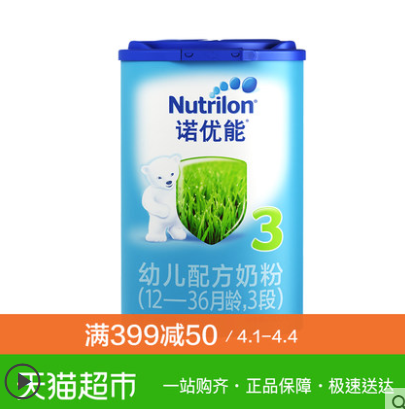 Nutrilon®
诺优能®
3
幼儿配方奶粉
(12—36月龄,3段)
满399减50 / 4.1-4.4
天猫超市 一站购齐·正品保障·极速送达